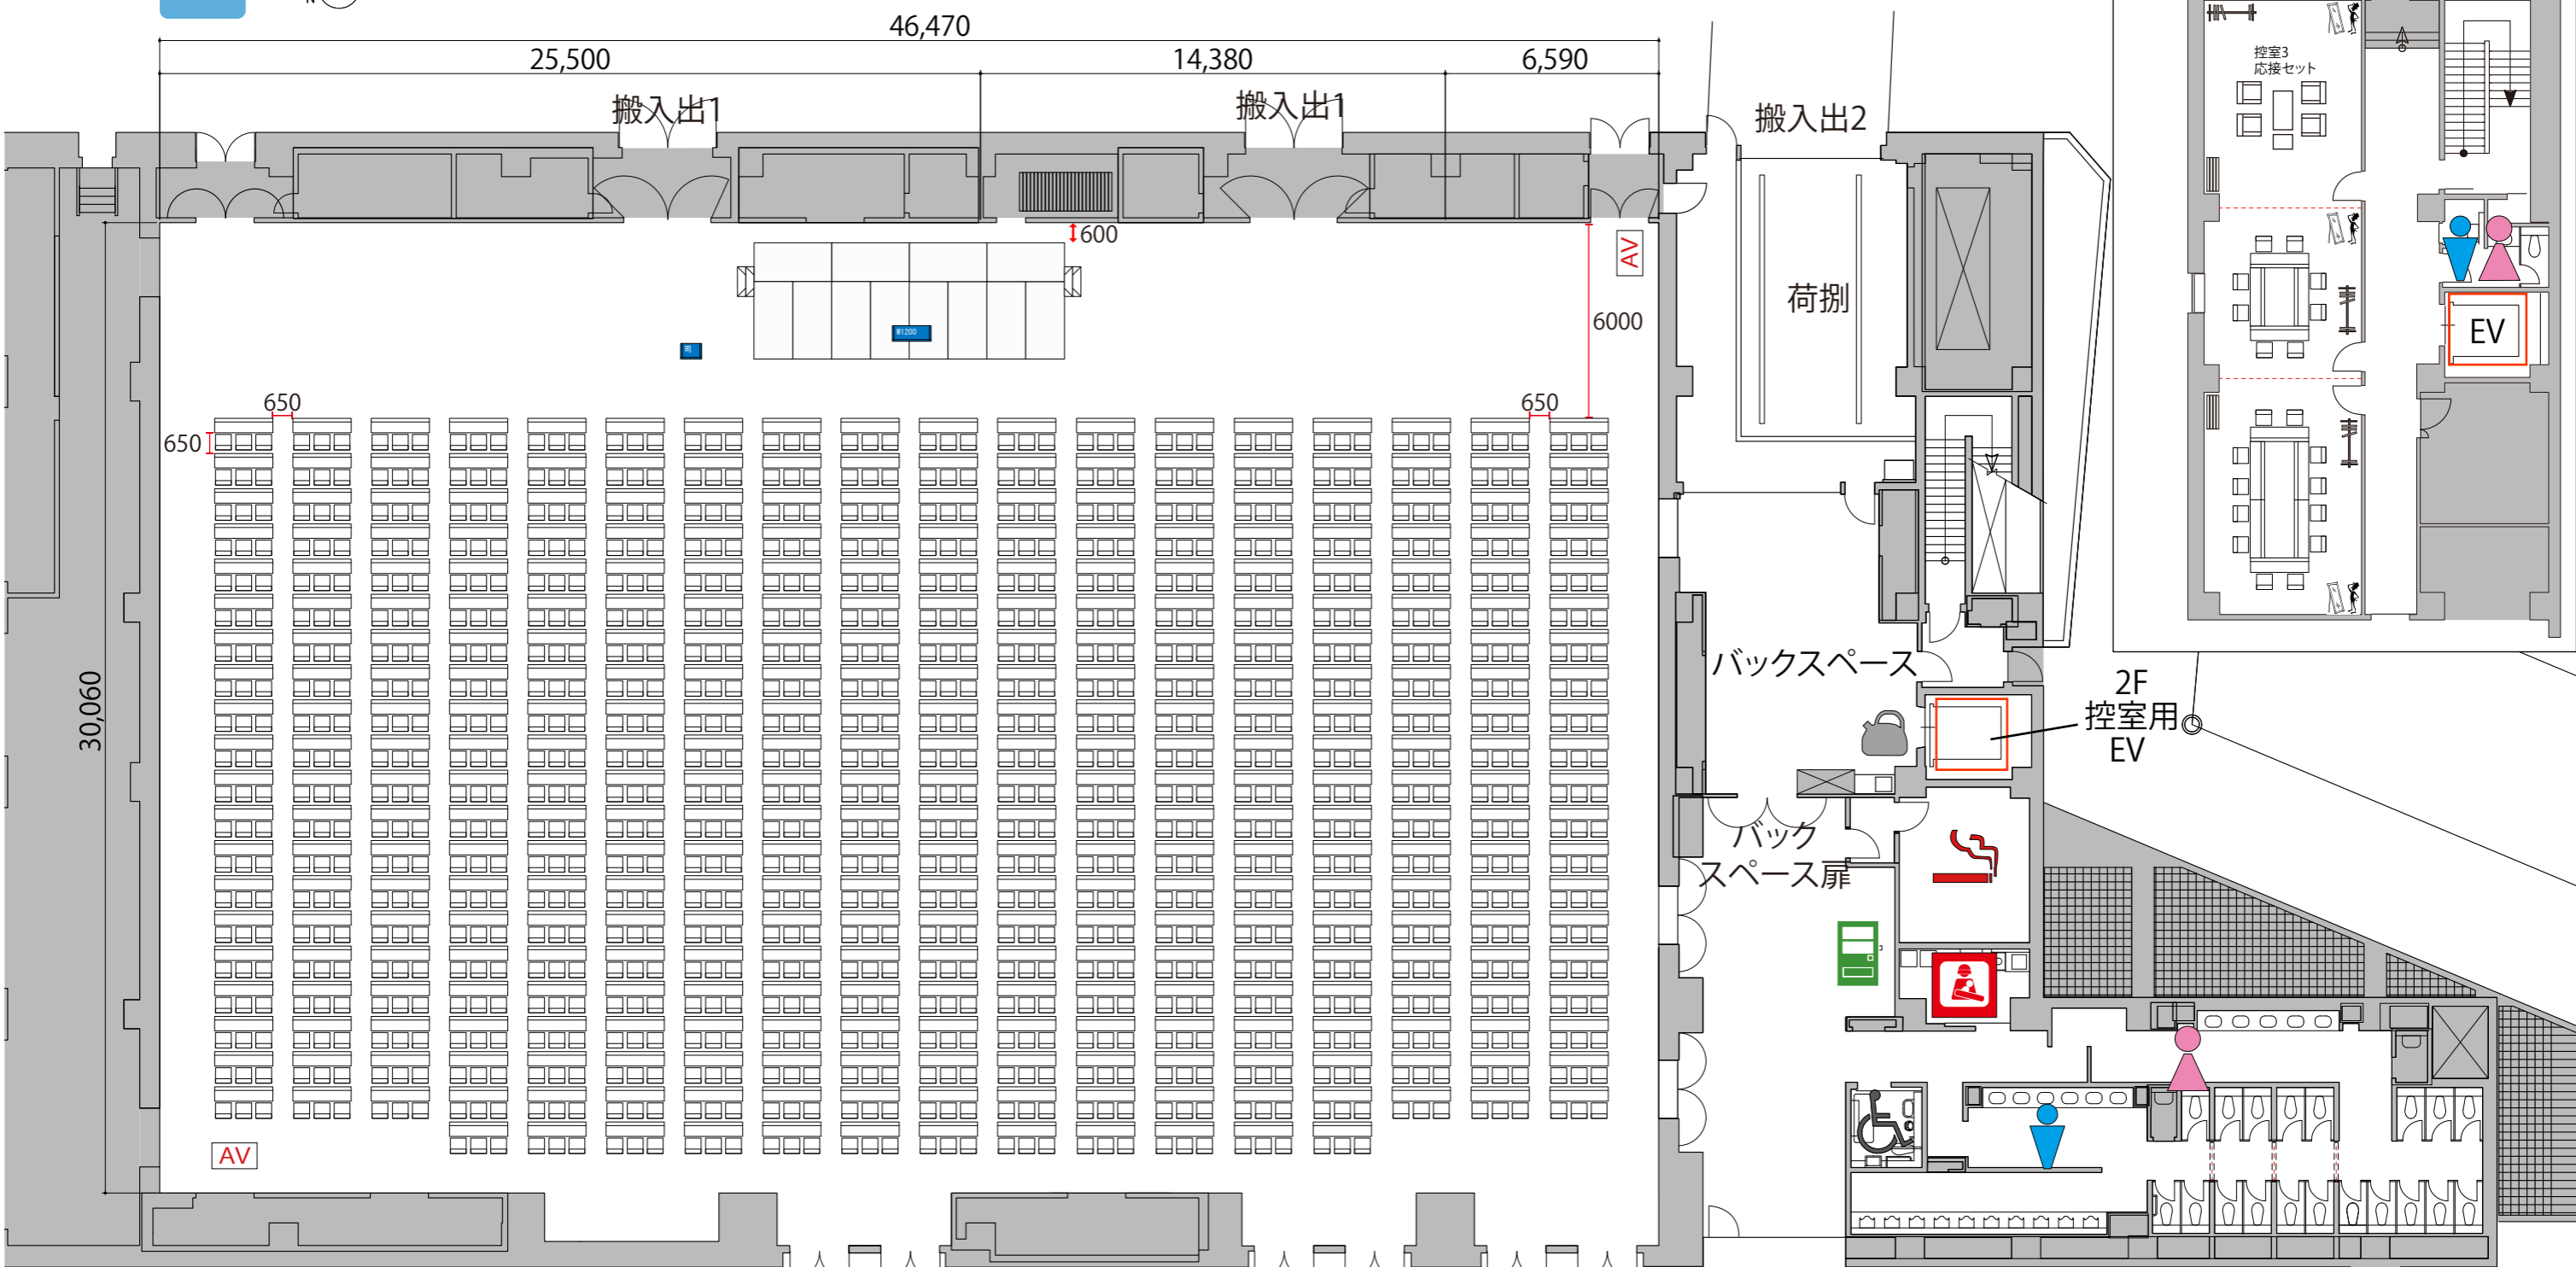 N
46,470
25,500
14,380
6,590
搬入出1
搬入出1
搬入出2
控室3
応接セット
600
AV
荷捌
6000
W1200
司
EV
650
650
650
30,060
バックスペース
2F
控室用
EV
バック
スペース扉
AV